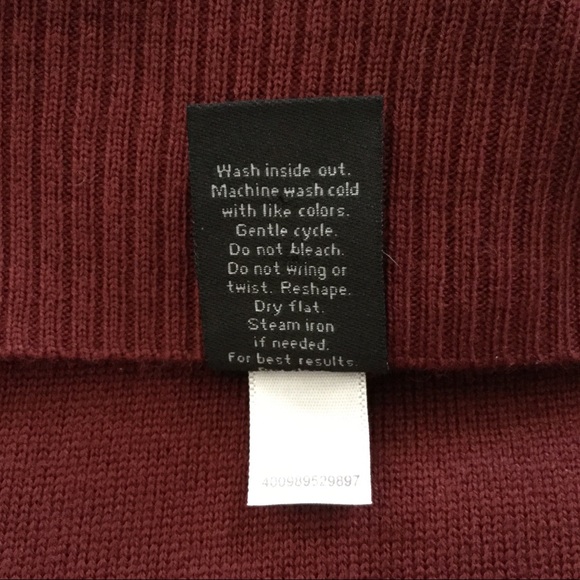 Wash inside out.
Machine wash cold
with like colors.
Gentle cycle.
Do not bleach.
Do not wring or
twist. Reshape.
Dry flat.
Steam iron
if needed.
For best results.
400989529897